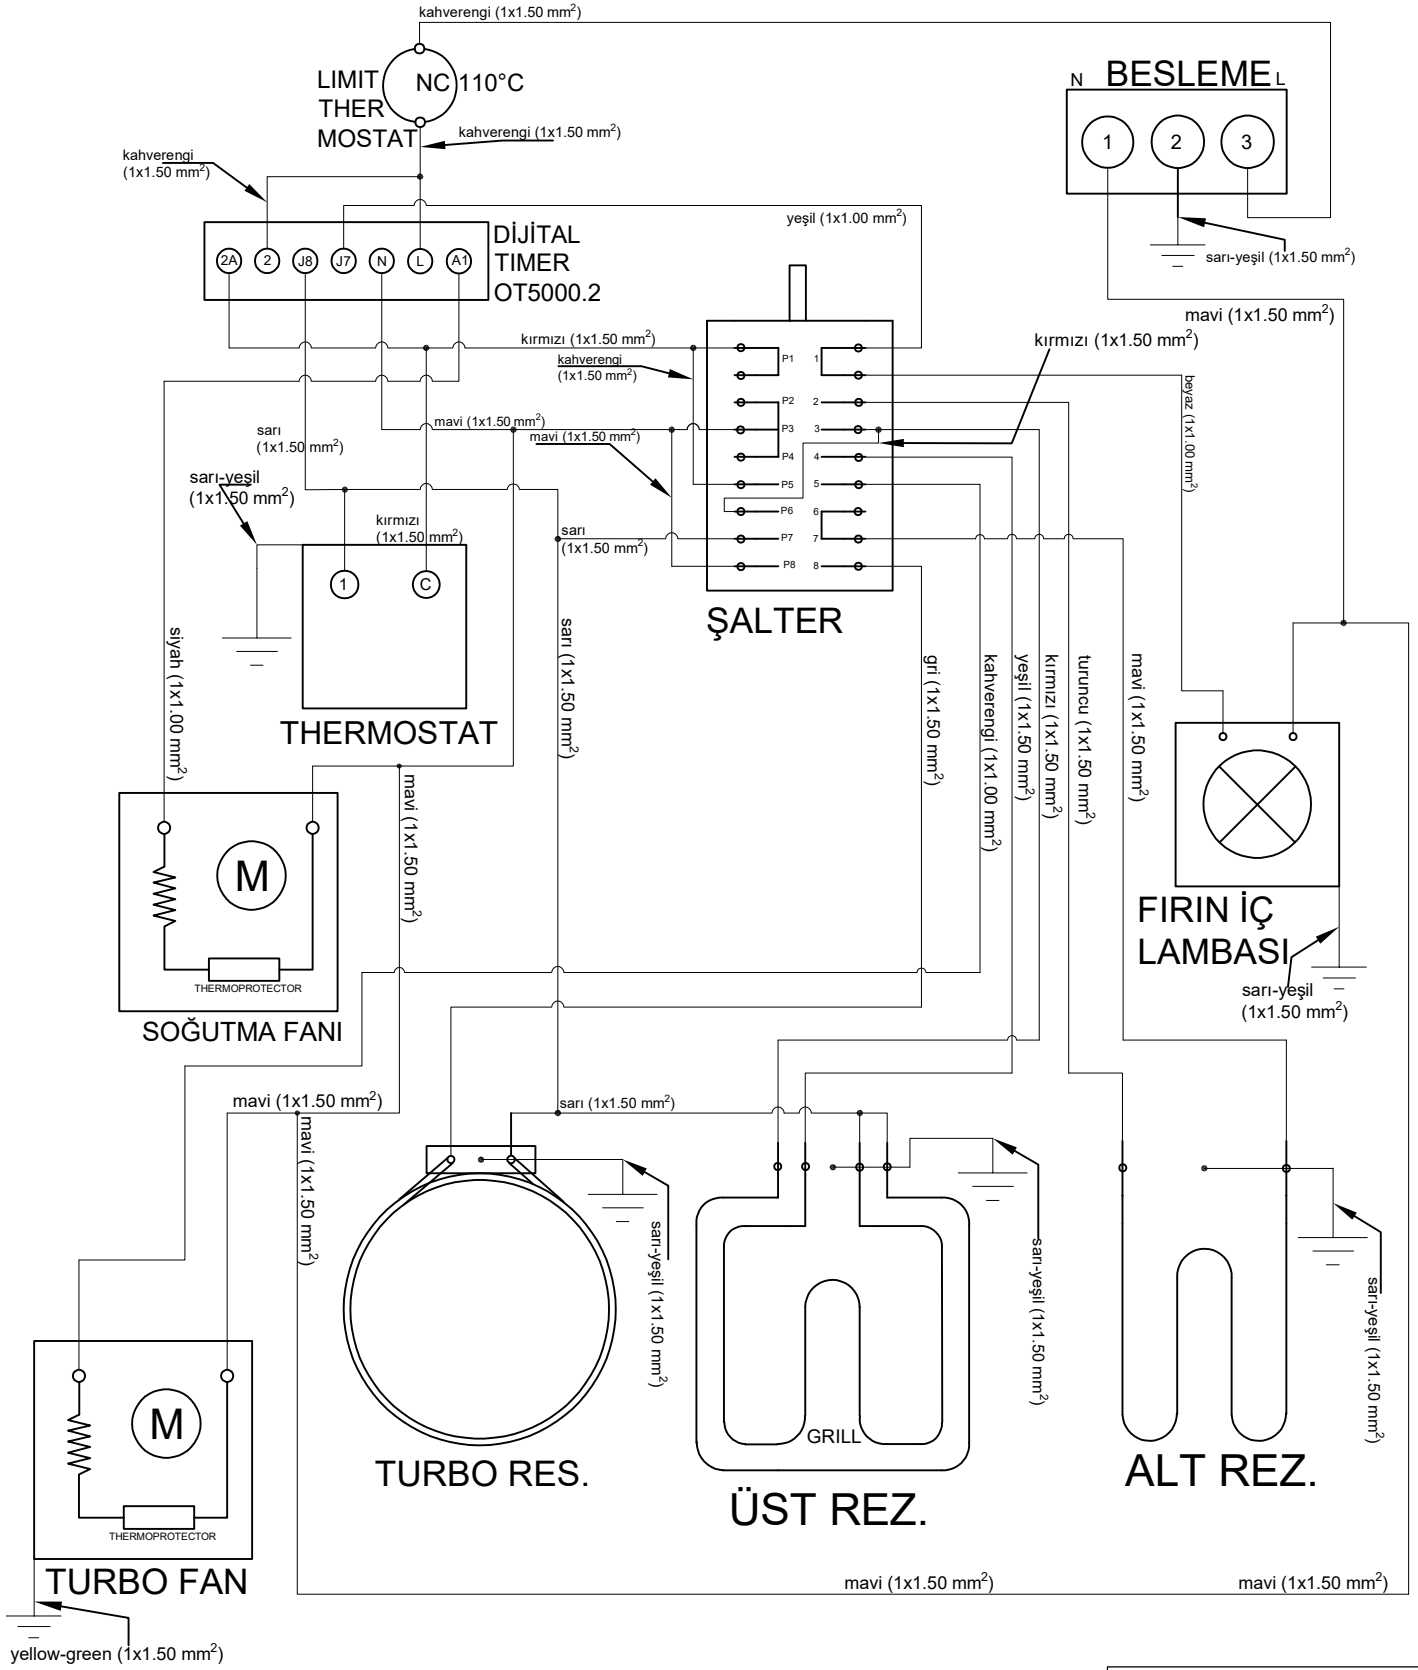 kahverengi (1x1.50 mm²)
LIMIT
THER
MOSTAT
NC 110°C
kahverengi (1x1.50 mm²)
kahverengi
(1x1.50 mm²)
N BESLEME L
1 2 3
sarı-yeşil (1x1.50 mm²)
mavi (1x1.50 mm²)
yeşil (1x1.00 mm²)
2A 2 J8 J7 N L A1
DİJİTAL
TIMER
OT5000.2
kırmızı (1x1.50 mm²)
kahverengi
(1x1.50 mm²)
kırmızı (1x1.50 mm²)
beyaz (1x1.00 mm²)
P1 1
P2 2
P3 3
P4 4
P5 5
P6 6
P7 7
P8 8
ŞALTER
mavi (1x1.50 mm²)
mavi (1x1.50 mm²)
sarı
(1x1.50 mm²)
sarı-yeşil
(1x1.50 mm²)
kırmızı
(1x1.50 mm²)
sarı
(1x1.50 mm²)
1 C
THERMOSTAT
siyah (1x1.00 mm²)
sarı (1x1.50 mm²)
gri (1x1.50 mm²)
kahverengi (1x1.00 mm²)
yeşil (1x1.50 mm²)
kırmızı (1x1.50 mm²)
turuncu (1x1.50 mm²)
mavi (1x1.50 mm²)
mavi (1x1.50 mm²)
M
THERMOPROTECTOR
SOĞUTMA FANI
FIRIN İÇ
LAMBASI
sarı-yeşil
(1x1.50 mm²)
mavi (1x1.50 mm²)
mavi (1x1.50 mm²)
sarı (1x1.50 mm²)
sarı-yeşil (1x1.50 mm²)
sarı-yeşil (1x1.50 mm²)
sarı-yeşil (1x1.50 mm²)
M
THERMOPROTECTOR
TURBO FAN
yellow-green (1x1.50 mm²)
TURBO RES.
GRILL
ÜST REZ.
ALT REZ.
mavi (1x1.50 mm²)
mavi (1x1.50 mm²)